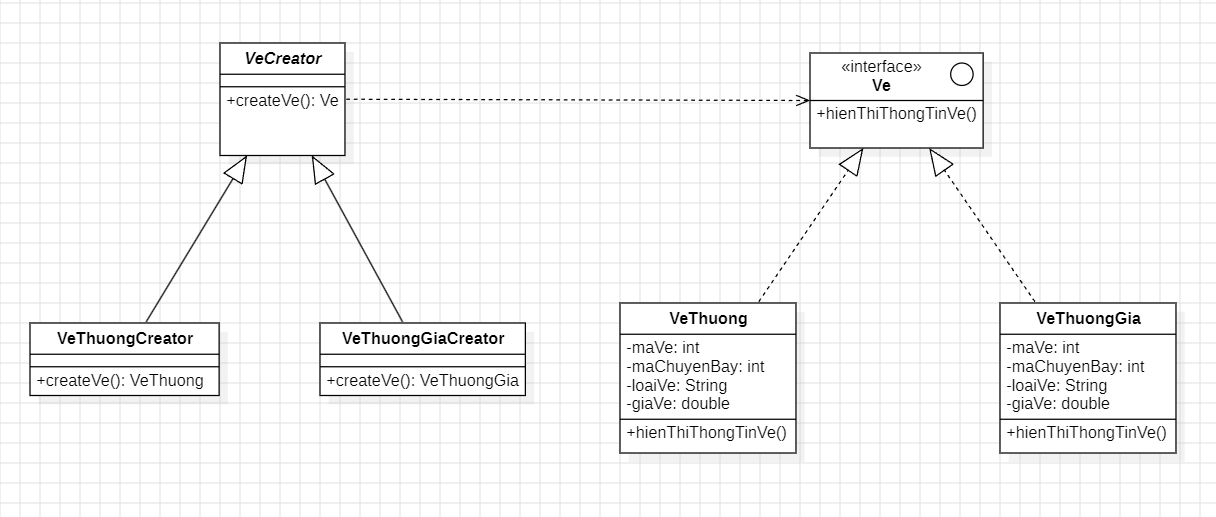 VeCreator
+createVe(): Ve
«interface»
Ve
+hienThiThongTinVe()
VeThuongCreator
+createVe(): VeThuong
VeThuongGiaCreator
+createVe(): VeThuongGia
VeThuong
-maVe: int
-maChuyenBay: int
-loaiVe: String
-giaVe: double
+hienThiThongTinVe()
VeThuongGia
-maVe: int
-maChuyenBay: int
-loaiVe: String
-giaVe: double
+hienThiThongTinVe()